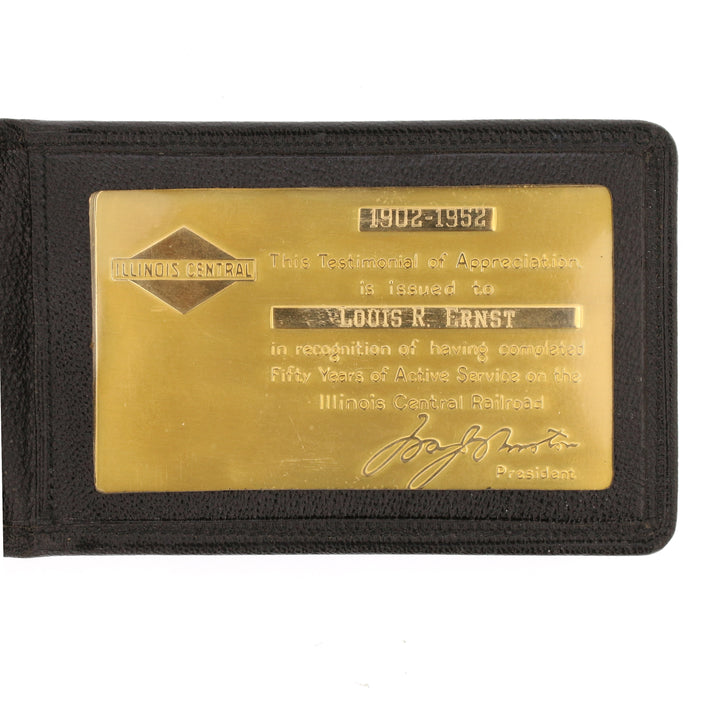 1902-1952
ILLINOIS CENTRAL
This Testimonial of Appreciation
is issued to
LOUIS R. ERNST
in recognition of having completed
Fifty Years of Active Service on the
Illinois Central Railroad
President